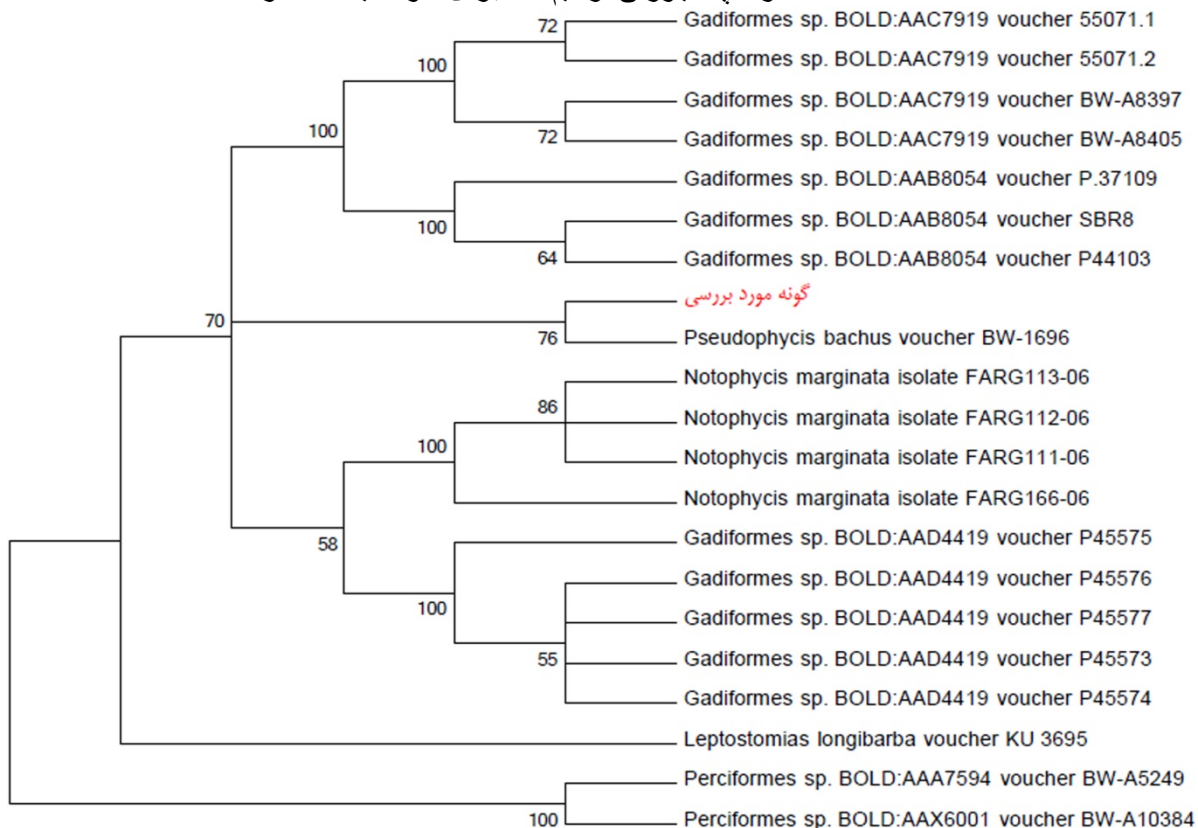 72
Gadiformes sp. BOLD:AAC7919 voucher 55071.1
Gadiformes sp. BOLD:AAC7919 voucher 55071.2
100
Gadiformes sp. BOLD:AAC7919 voucher BW-A8397
72
Gadiformes sp. BOLD:AAC7919 voucher BW-A8405
100
Gadiformes sp. BOLD:AAB8054 voucher P.37109
100
Gadiformes sp. BOLD:AAB8054 voucher SBR8
64
Gadiformes sp. BOLD:AAB8054 voucher P44103
70
گونه مورد بررسی
76
Pseudophycis bachus voucher BW-1696
Notophycis marginata isolate FARG113-06
86
Notophycis marginata isolate FARG112-06
100
Notophycis marginata isolate FARG111-06
Notophycis marginata isolate FARG166-06
58
Gadiformes sp. BOLD:AAD4419 voucher P45575
100
Gadiformes sp. BOLD:AAD4419 voucher P45576
Gadiformes sp. BOLD:AAD4419 voucher P45577
55
Gadiformes sp. BOLD:AAD4419 voucher P45573
Gadiformes sp. BOLD:AAD4419 voucher P45574
Leptostomias longibarba voucher KU 3695
Perciformes sp. BOLD:AAA7594 voucher BW-A5249
100
Perciformes sp. BOLD:AAX6001 voucher BW-A10384